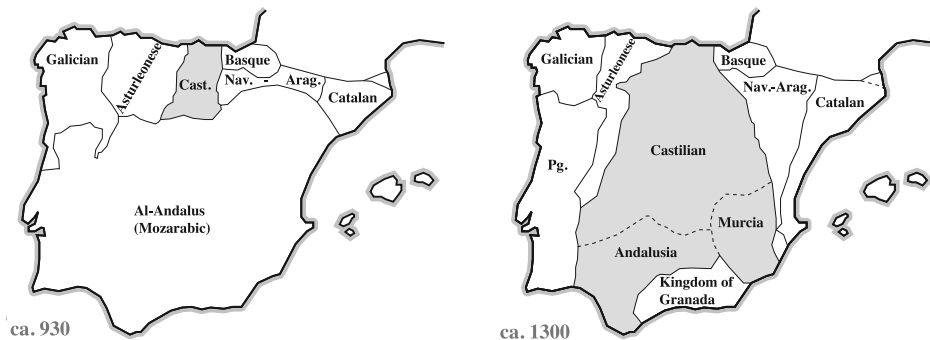 Galician
Asturleonese
Cast.
Basque
Nav. - Arag.
Catalan
Al-Andalus
(Mozarabic)
ca. 930
Galician
Asturleonese
Basque
Nav.-Arag.
Catalan
Castilian
Pg.
Murcia
Andalusia
Kingdom of
Granada
ca. 1300